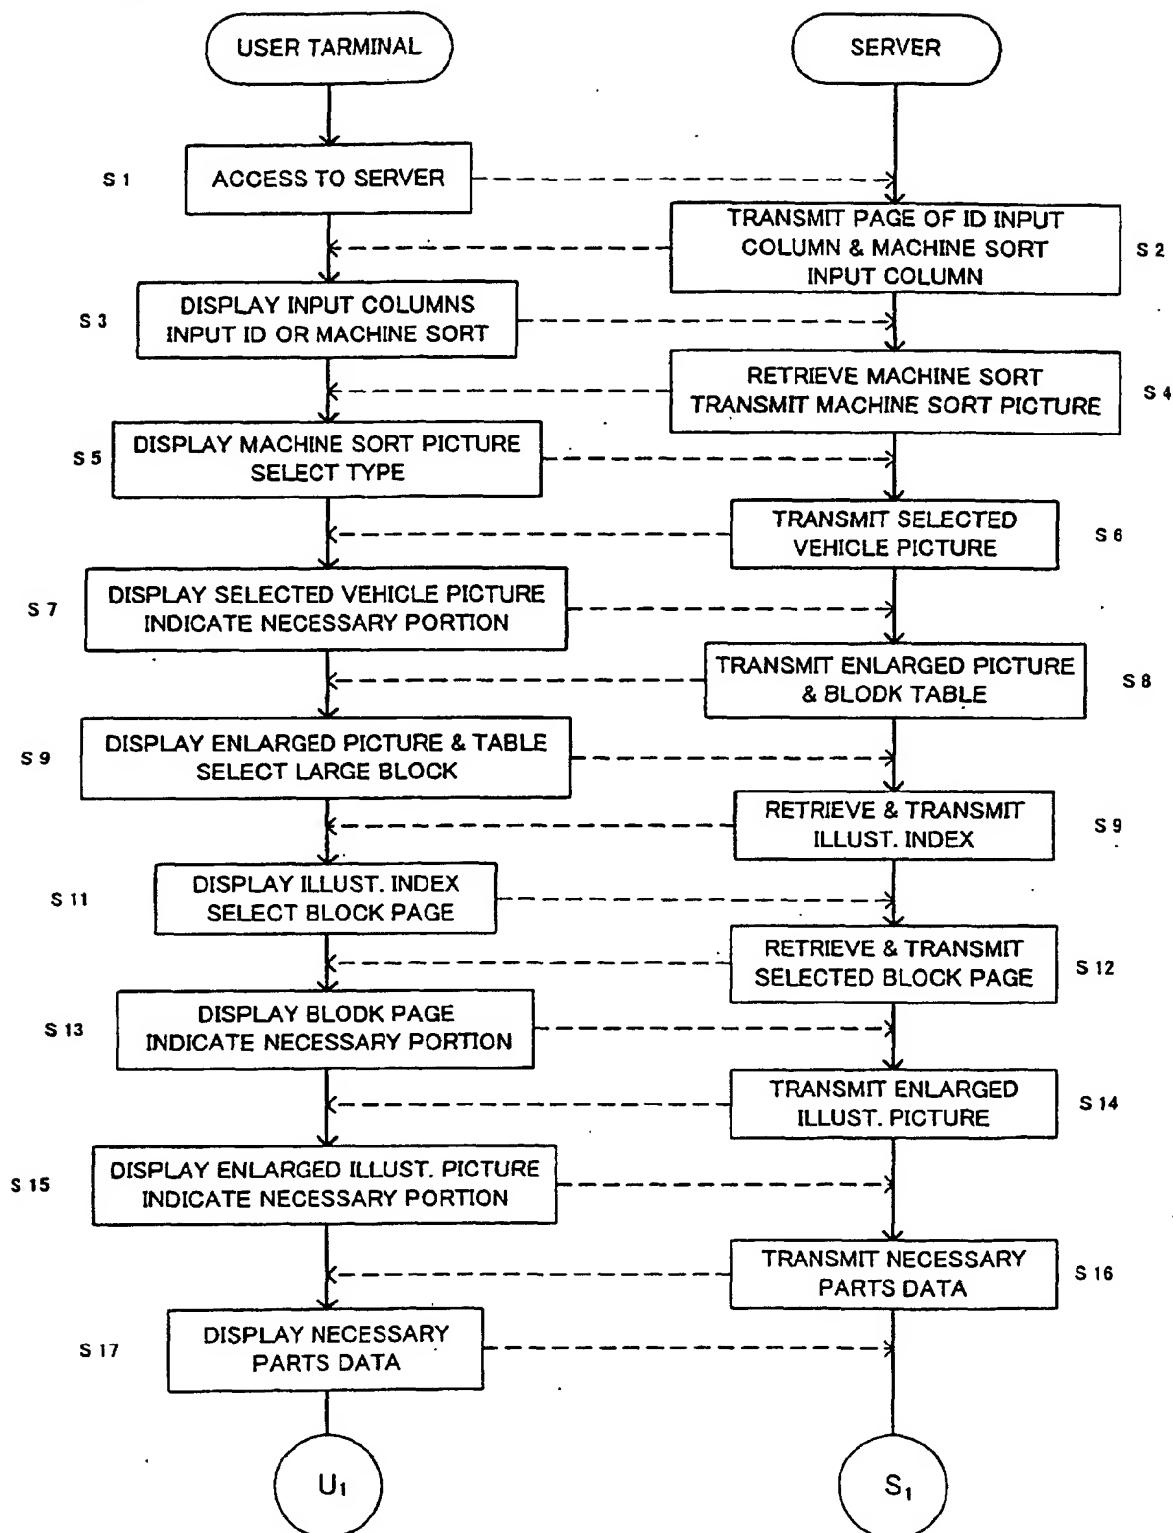 USER TARMINAL
SERVER
S 1
ACCESS TO SERVER
TRANSMIT PAGE OF ID INPUT
COLUMN & MACHINE SORT
INPUT COLUMN
S 2
S 3
DISPLAY INPUT COLUMNS
INPUT ID OR MACHINE SORT
RETRIEVE MACHINE SORT
TRANSMIT MACHINE SORT PICTURE
S 4
S 5
DISPLAY MACHINE SORT PICTURE
SELECT TYPE
TRANSMIT SELECTED
VEHICLE PICTURE
S 6
S 7
DISPLAY SELECTED VEHICLE PICTURE
INDICATE NECESSARY PORTION
TRANSMIT ENLARGED PICTURE
& BLODK TABLE
S 8
S 9
DISPLAY ENLARGED PICTURE & TABLE
SELECT LARGE BLOCK
RETRIEVE & TRANSMIT
ILLUST. INDEX
S 9
S 11
DISPLAY ILLUST. INDEX
SELECT BLOCK PAGE
RETRIEVE & TRANSMIT
SELECTED BLOCK PAGE
S 12
S 13
DISPLAY BLODK PAGE
INDICATE NECESSARY PORTION
TRANSMIT ENLARGED
ILLUST. PICTURE
S 14
S 15
DISPLAY ENLARGED ILLUST. PICTURE
INDICATE NECESSARY PORTION
TRANSMIT NECESSARY
PARTS DATA
S 16
S 17
DISPLAY NECESSARY
PARTS DATA
U1
S1